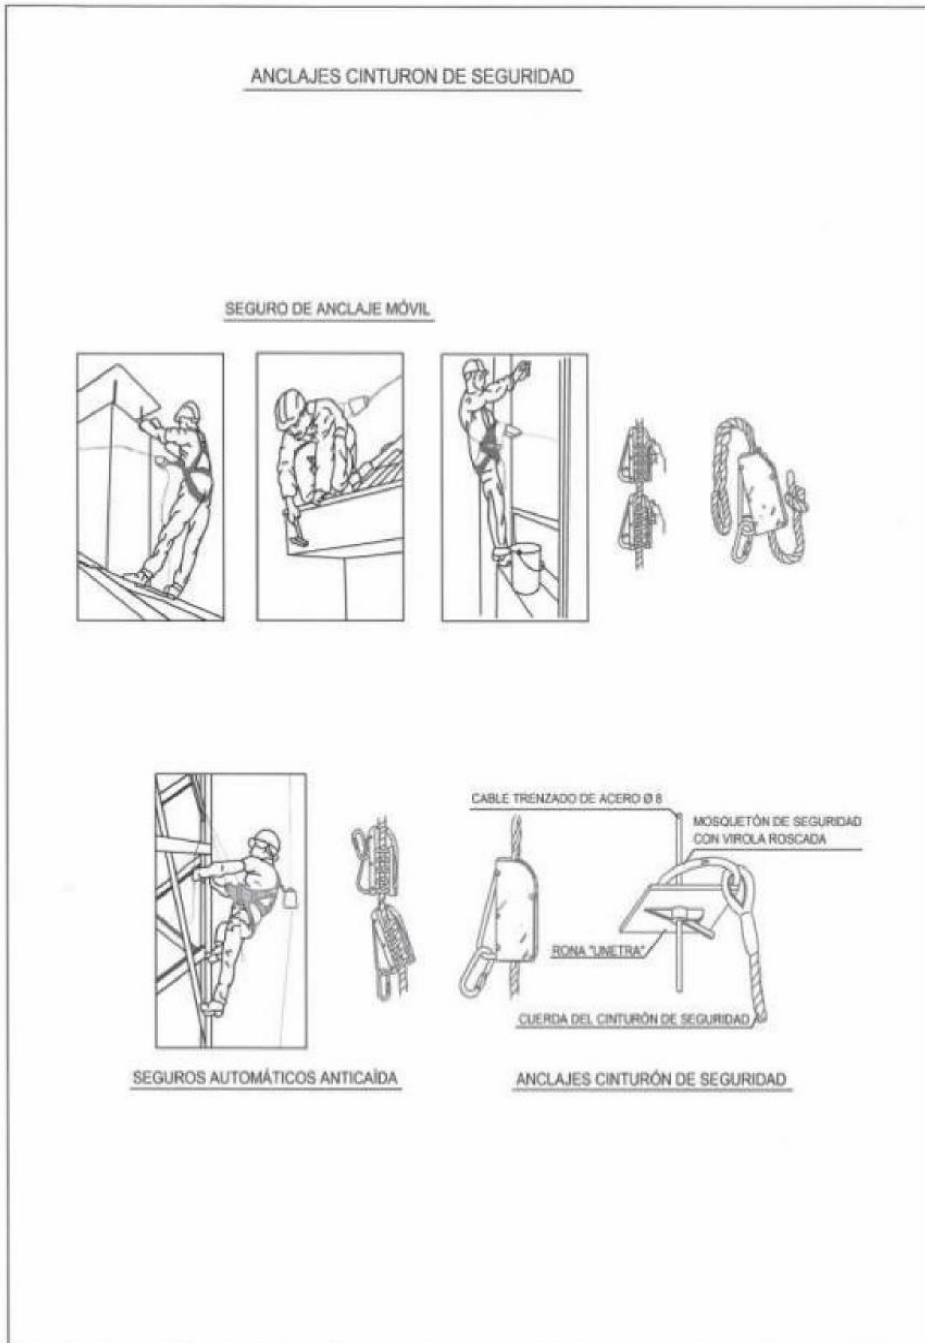 ANCLAJES CINTURON DE SEGURIDAD
SEGURO DE ANCLAJE MÓVIL
CABLE TRENZADO DE ACERO Ø 8
MOSQUETÓN DE SEGURIDAD
CON VIROLA ROSCADA
RONA "UNETRA"
CUERDA DEL CINTURÓN DE SEGURIDAD
SEGUROS AUTOMÁTICOS ANTICAÍDA
ANCLAJES CINTURÓN DE SEGURIDAD